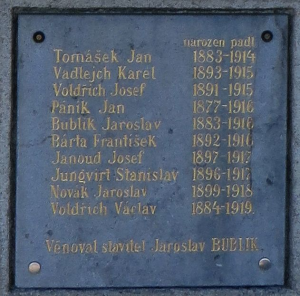 narozen padl
Tomášek Jan 1883-1914
Vadlejch Karel 1893-1915
Voldřich Josef 1891-1915
Páník Jan 1877-1916
Bublík Jaroslav 1883-1916
Bárta František 1892-1916
Janoud Josef 1897-1917
Jungvirt Stanislav 1896-1917
Novák Jaroslav 1899-1918
Voldřich Václav 1884-1919.
Věnoval stavitel Jaroslav BUBLÍK.